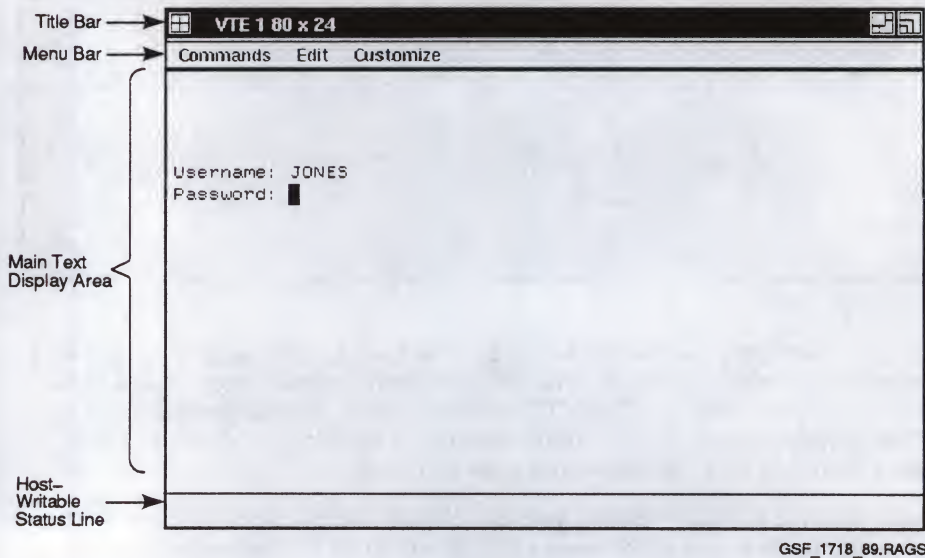 Title Bar
VTE 1 80 x 24
Menu Bar
Commands Edit Customize
Username: JONES
Password:
Main Text
Display Area
Host–
Writable
Status Line
GSF_1718_89.RAGS